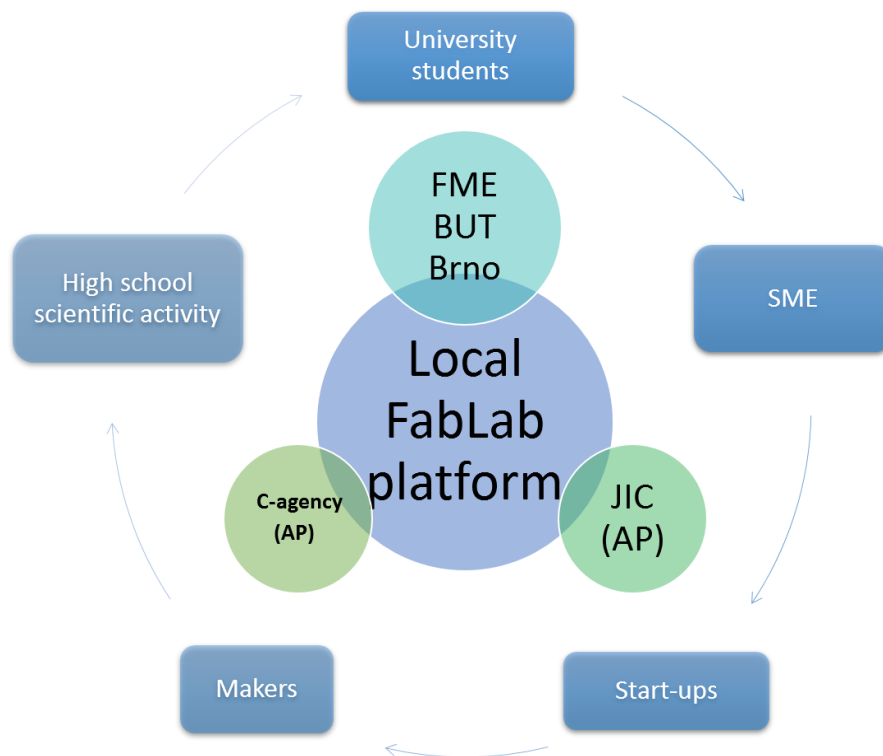 University
students
FME
BUT
Brno
High school
scientific activity
SME
Local
FabLab
platform
C-agency
(AP)
JIC
(AP)
Makers
Start-ups